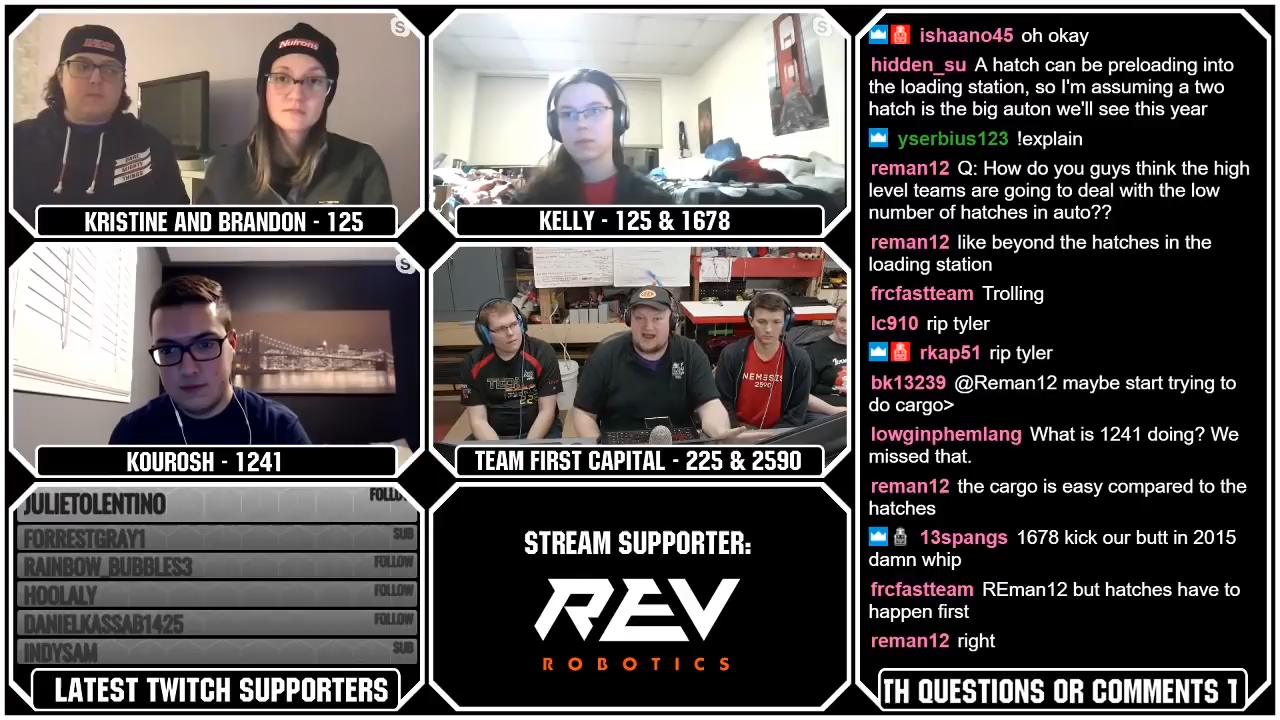 Nutrons
DARE
MIGHTY
THINGS
KRISTINE AND BRANDON - 125
KELLY - 125 & 1678
KOUROSH - 1241
NEMESIS
2590
TEAM FIRST CAPITAL - 225 & 2590
JULIETOLENTINO
FORRESTGRAY1 SUB
RAINBOW_BUBBLES3 FOLLOW
HOOLALY FOLLOW
DANIELKASSAB1425 FOLLOW
INDYSAM SUB
LATEST TWITCH SUPPORTERS
STREAM SUPPORTER:
REV
ROBOTICS
ishaano45 oh okay
hidden_su A hatch can be preloading into
the loading station, so I'm assuming a two
hatch is the big auton we'll see this year
yserbius123 !explain
reman12 Q: How do you guys think the high
level teams are going to deal with the low
number of hatches in auto??
reman12 like beyond the hatches in the
loading station
frcfastteam Trolling
lc910 rip tyler
rkap51 rip tyler
bk13239 @Reman12 maybe start trying to
do cargo>
lowginphemlang What is 1241 doing? We
missed that.
reman12 the cargo is easy compared to the
hatches
13spangs 1678 kick our butt in 2015
damn whip
frcfastteam REman12 but hatches have to
happen first
reman12 right
TH QUESTIONS OR COMMENTS T